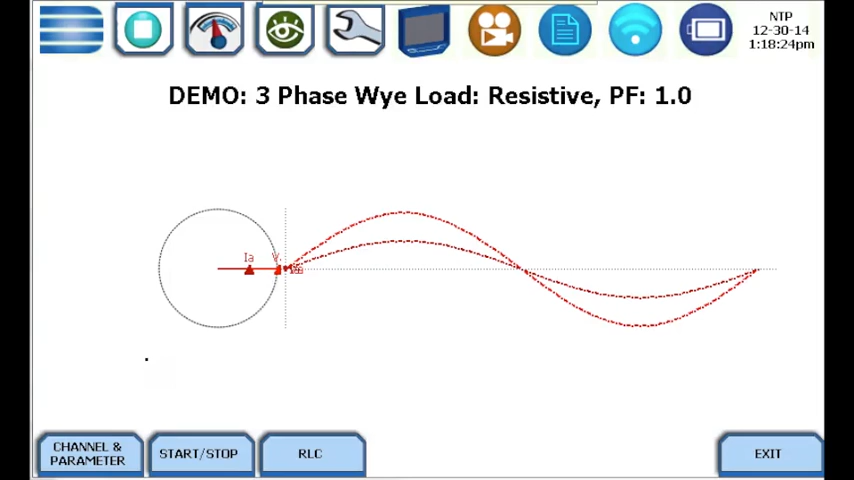 NTP
12-30-14
1:18:24pm
DEMO: 3 Phase Wye Load: Resistive, PF: 1.0
Ia
CHANNEL &
PARAMETER
START/STOP
RLC
EXIT